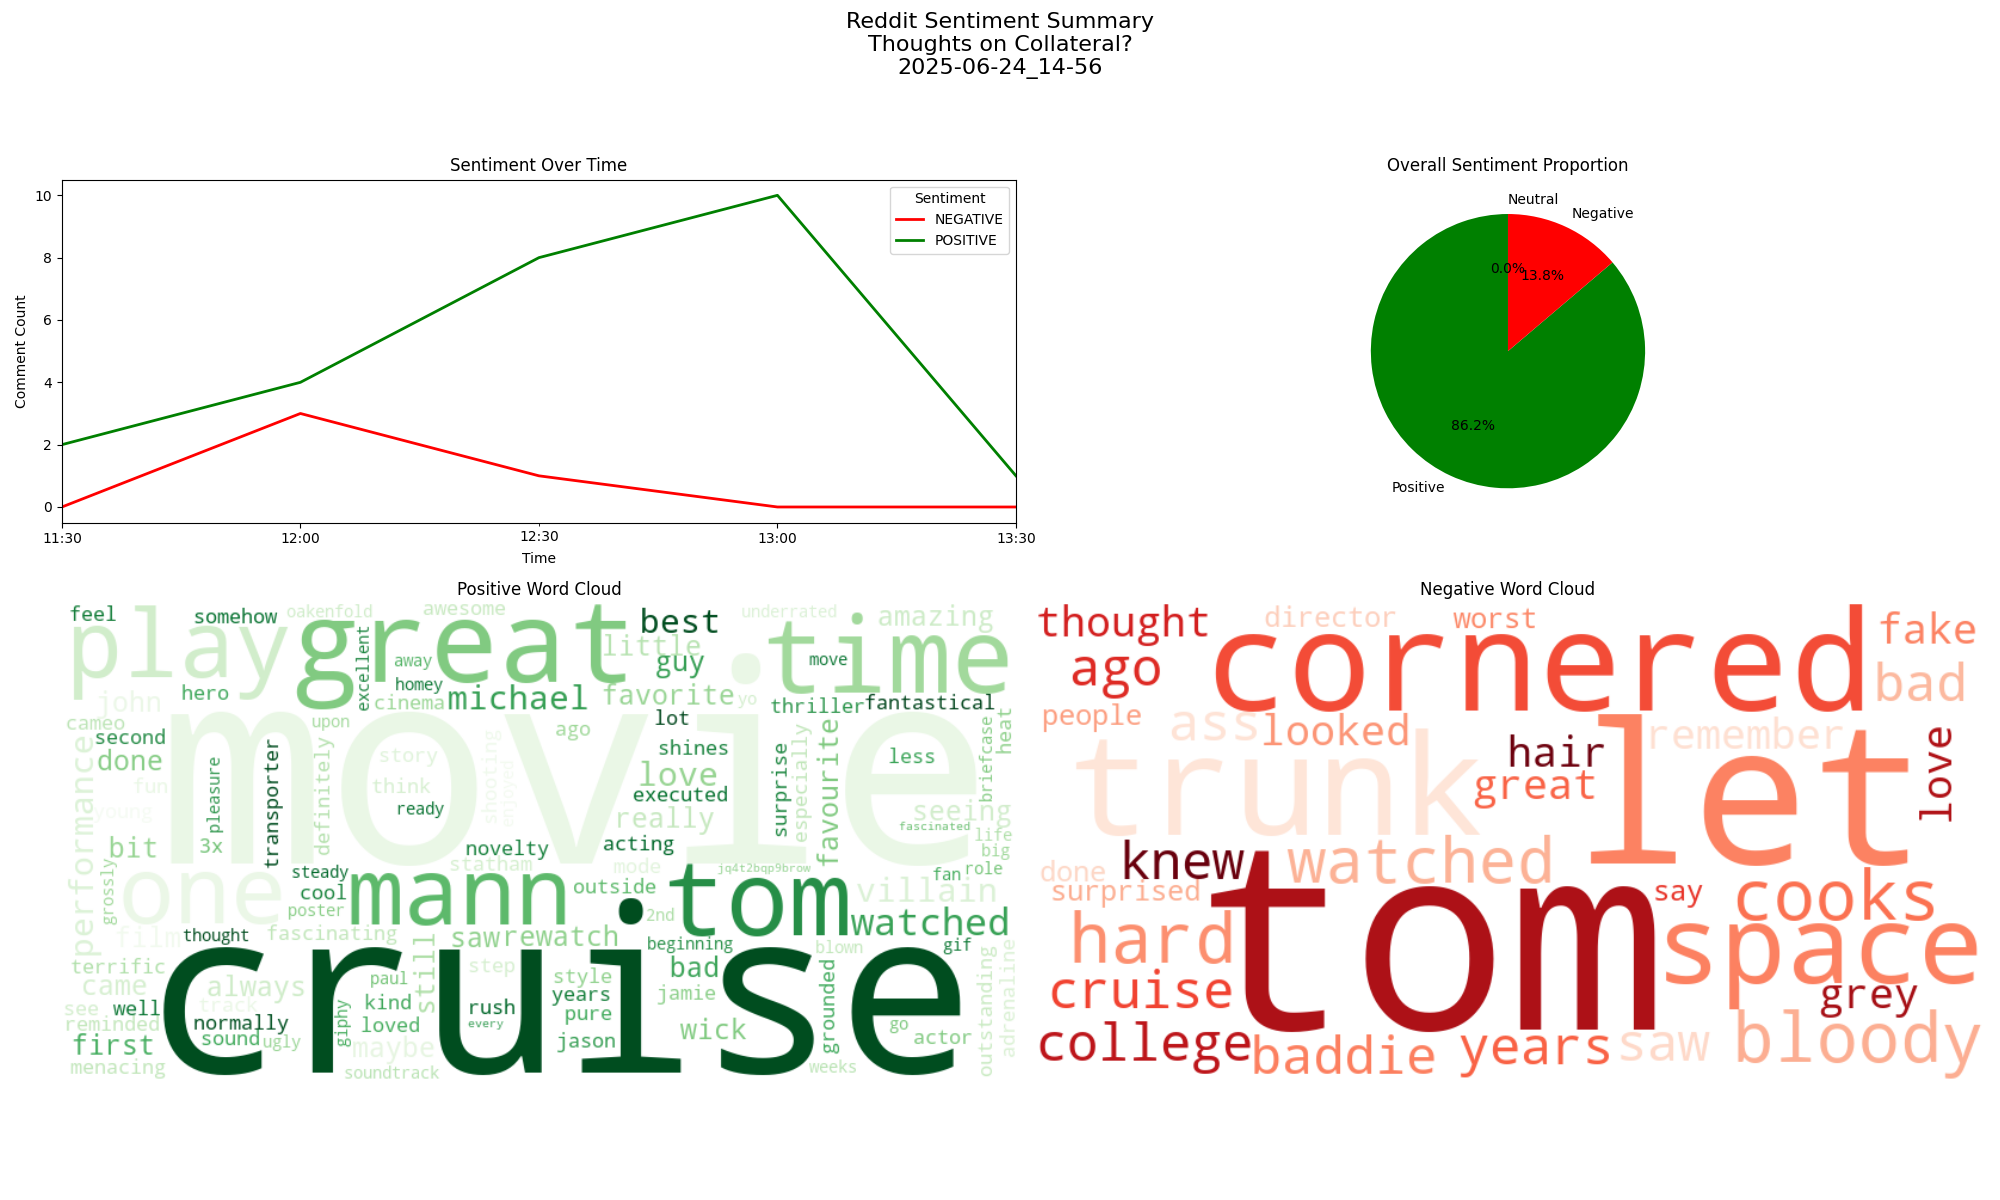 Reddit Sentiment Summary
Thoughts on Collateral?
2025-06-24_14-56
Sentiment Over Time
Sentiment
NEGATIVE
POSITIVE
Comment Count
10
8
6
4
2
0
11:30 12:00 12:30 13:00 13:30
Time
Overall Sentiment Proportion
Neutral
Negative
0.0%
13.8%
86.2%
Positive
Positive Word Cloud
feel somehow oakenfold awesome best underrated amazing
play great little time
away guy move
john hero excellent homey cinema michael favorite yo thriller fantastical
cameo upon ago lot heat
second movie shines less briefcase
done performance transporter definitely story love favourite
fun pleasure think shooting enjoyed executed surprise especially seeing
young ready really fascinated
bit 3x novelty acting life
grossly steady statham mode jq4t2bqp9brow big
one cool mann outside tom fan role
poster 2nd villain
film thought fascinating saw rewatch watched
terrific still step beginning blown gif
came always paul style bad grounded outstanding adrenaline
see well track kind rush years jamie
reminded normally giphy every pure wick go
first sound ugly loved jason actor
menacing maybe soundtrack cruise weeks
Negative Word Cloud
thought director worst fake
ago cornered bad
people ass looked remember
trunk hair let love
great
knew watched
done tom say cooks
surprised
hard space
cruise grey
college baddie years saw bloody